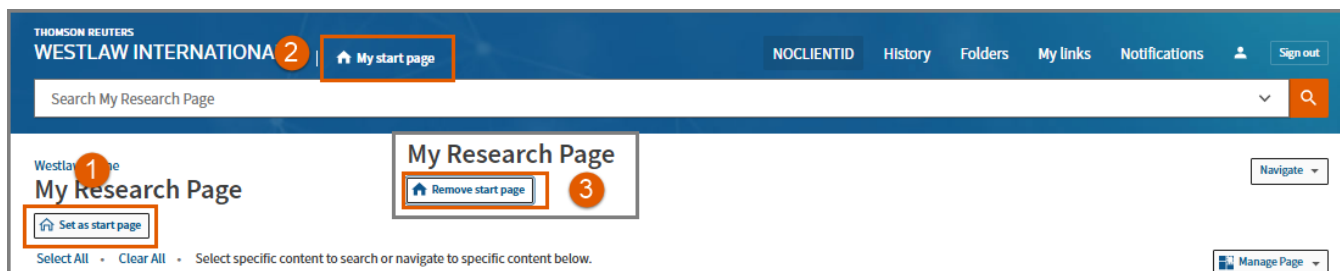 THOMSON REUTERS
WESTLAW INTERNATIONA 2 | My start page NOCLIENTID History Folders My links Notifications Sign out
Search My Research Page
Westla 1 e
My Research Page
Set as start page
My Research Page
Remove start page 3
Navigate
Select All • Clear All • Select specific content to search or navigate to specific content below.
Manage Page